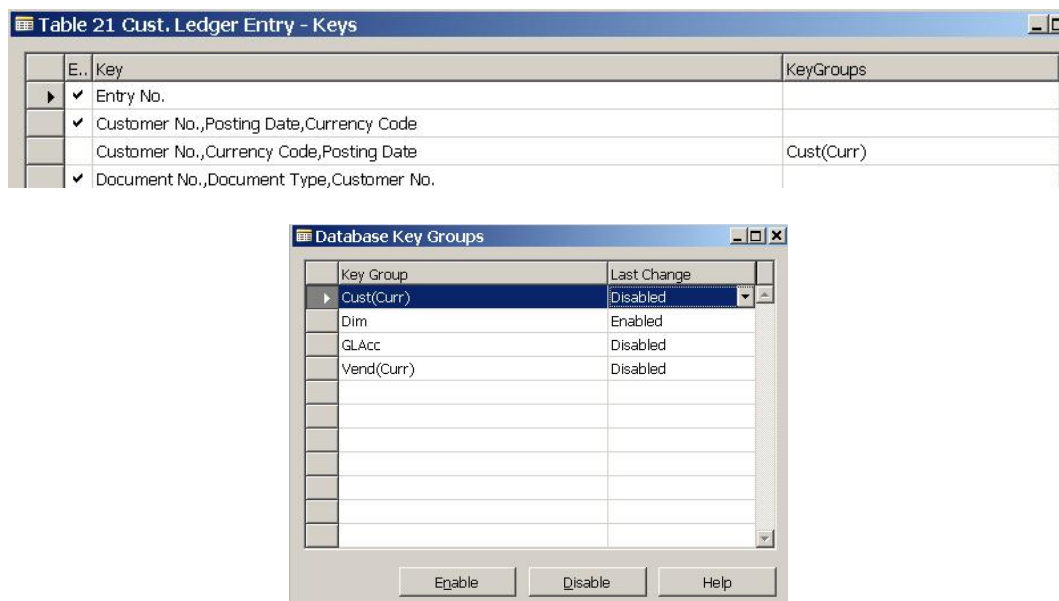 Table 21 Cust. Ledger Entry - Keys
E.. Key KeyGroups
Entry No.
Customer No.,Posting Date,Currency Code
Customer No.,Currency Code,Posting Date Cust(Curr)
Document No.,Document Type,Customer No.
Database Key Groups
Key Group Last Change
Cust(Curr) Disabled
Dim Enabled
GLAcc Disabled
Vend(Curr) Disabled
Enable Disable Help